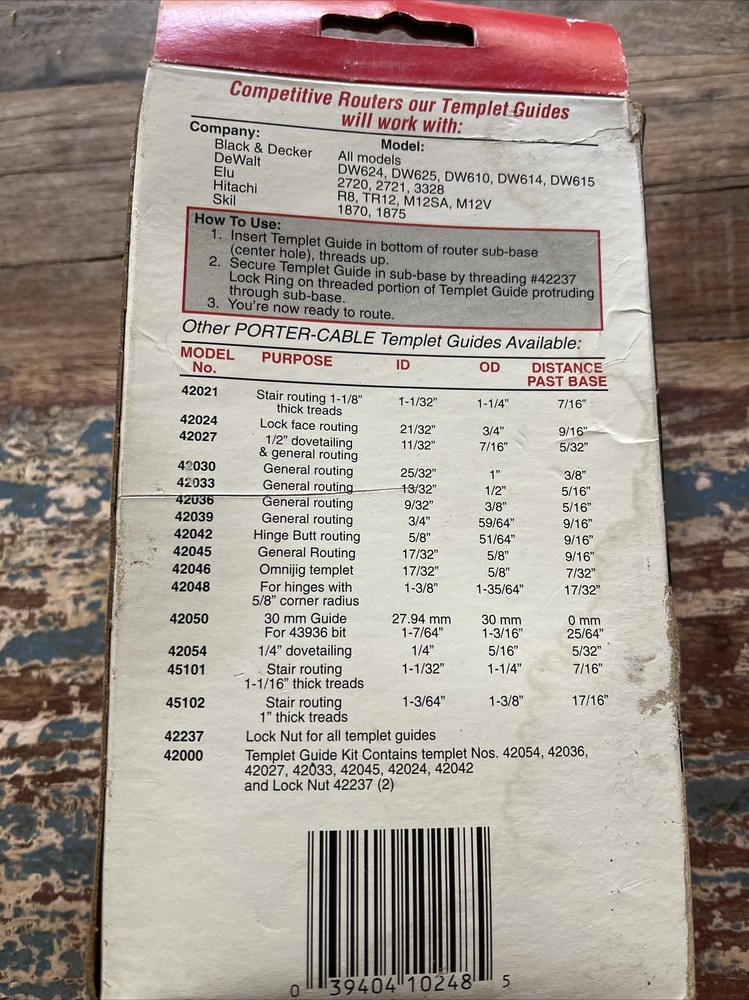 Competitive Routers our Templet Guides
will work with:
Company: Model:
Black & Decker All models
DeWalt DW624, DW625, DW610, DW614, DW615
Elu 2720, 2721, 3328
Hitachi R8, TR12, M12SA, M12V
Skil 1870, 1875
How To Use:
1. Insert Templet Guide in bottom of router sub-base
(center hole), threads up.
2. Secure Templet Guide in sub-base by threading #42237
Lock Ring on threaded portion of Templet Guide protruding
through sub-base.
3. You're now ready to route.
Other PORTER-CABLE Templet Guides Available:
MODEL PURPOSE ID OD DISTANCE
No. PAST BASE
42021 Stair routing 1-1/8" 1-1/32" 1-1/4" 7/16"
thick treads
42024 Lock face routing 21/32" 3/4" 9/16"
42027 1/2" dovetailing 11/32" 7/16" 5/32"
& general routing
42030 General routing 25/32" 1" 3/8"
42033 General routing 13/32" 1/2" 5/16"
42036 General routing 9/32" 3/8" 5/16"
42039 General routing 3/4" 59/64" 9/16"
42042 Hinge Butt routing 5/8" 51/64" 9/16"
42045 General Routing 17/32" 5/8" 9/16"
42046 Omnijig templet 17/32" 5/8" 7/32"
42048 For hinges with 1-3/8" 1-35/64" 17/32"
5/8" corner radius
42050 30 mm Guide 27.94 mm 30 mm 0 mm
For 43936 bit 1-7/64" 1-3/16" 25/64"
42054 1/4" dovetailing 1/4" 5/16" 5/32"
45101 Stair routing 1-1/32" 1-1/4" 7/16"
1-1/16" thick treads
45102 Stair routing 1-3/64" 1-3/8" 17/16"
1" thick treads
42237 Lock Nut for all templet guides
42000 Templet Guide Kit Contains templet Nos. 42054, 42036,
42027, 42033, 42045, 42024, 42042
and Lock Nut 42237 (2)
0 39404 10248 5